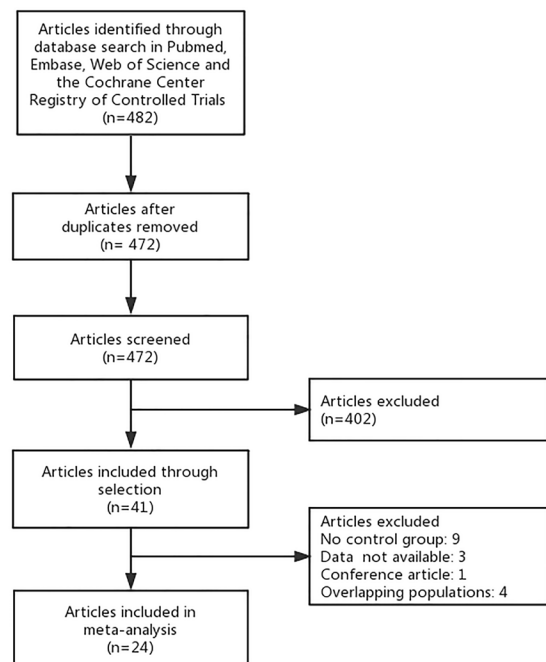 Articles identified through
database search in Pubmed,
Embase, Web of Science and
the Cochrane Center
Registry of Controlled Trials
(n=482)
Articles after
duplicates removed
(n= 472)
Articles screened
(n=472)
Articles excluded
(n=402)
Articles included through
selection
(n=41)
Articles excluded
No control group: 9
Data not available: 3
Conference article: 1
Overlapping populations: 4
Articles included in
meta-analysis
(n=24)